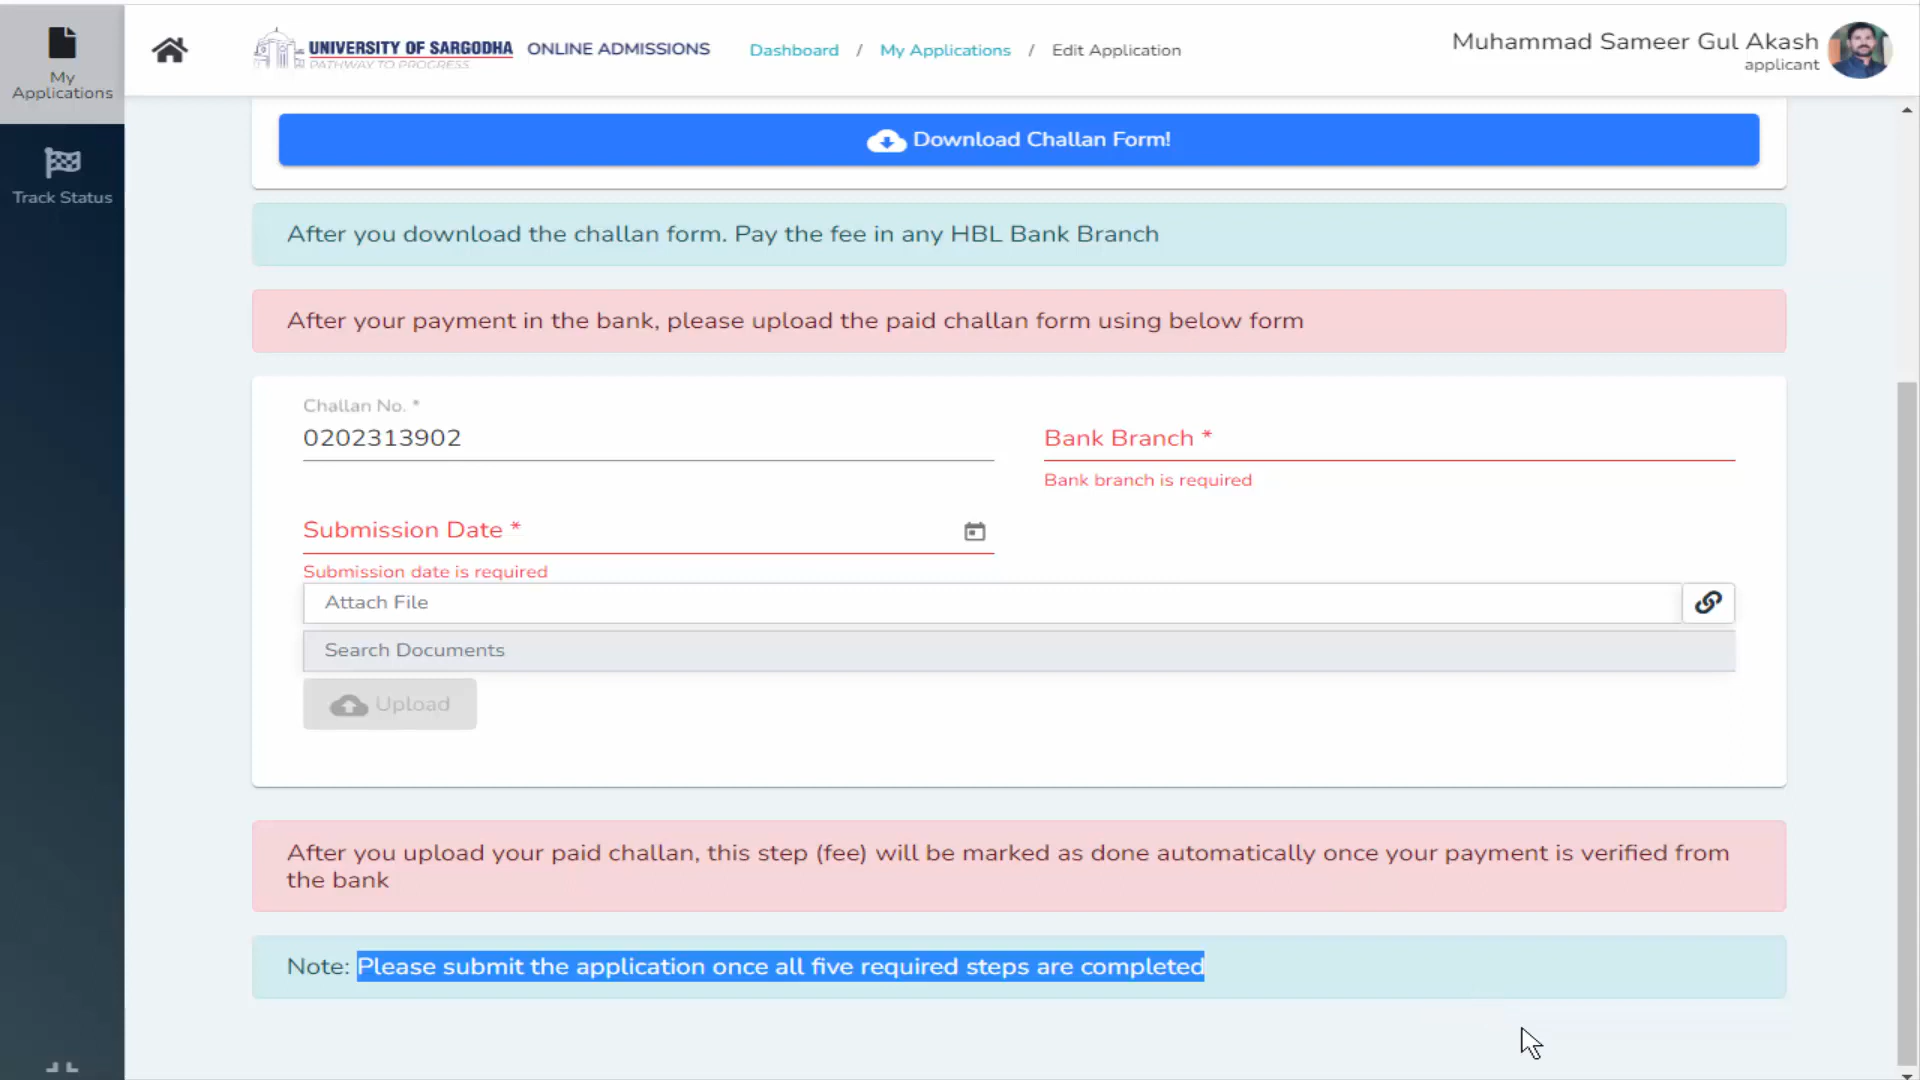 My
Applications
Track Status
UNIVERSITY OF SARGODHA
PATHWAY TO PROGRESS
ONLINE ADMISSIONS
Dashboard / My Applications / Edit Application
Muhammad Sameer Gul Akash
applicant
Download Challan Form!
After you download the challan form. Pay the fee in any HBL Bank Branch
After your payment in the bank, please upload the paid challan form using below form
Challan No. *
0202313902
Bank Branch *
Bank branch is required
Submission Date *
Submission date is required
Attach File
Search Documents
Upload
After you upload your paid challan, this step (fee) will be marked as done automatically once your payment is verified from
the bank
Note: Please submit the application once all five required steps are completed